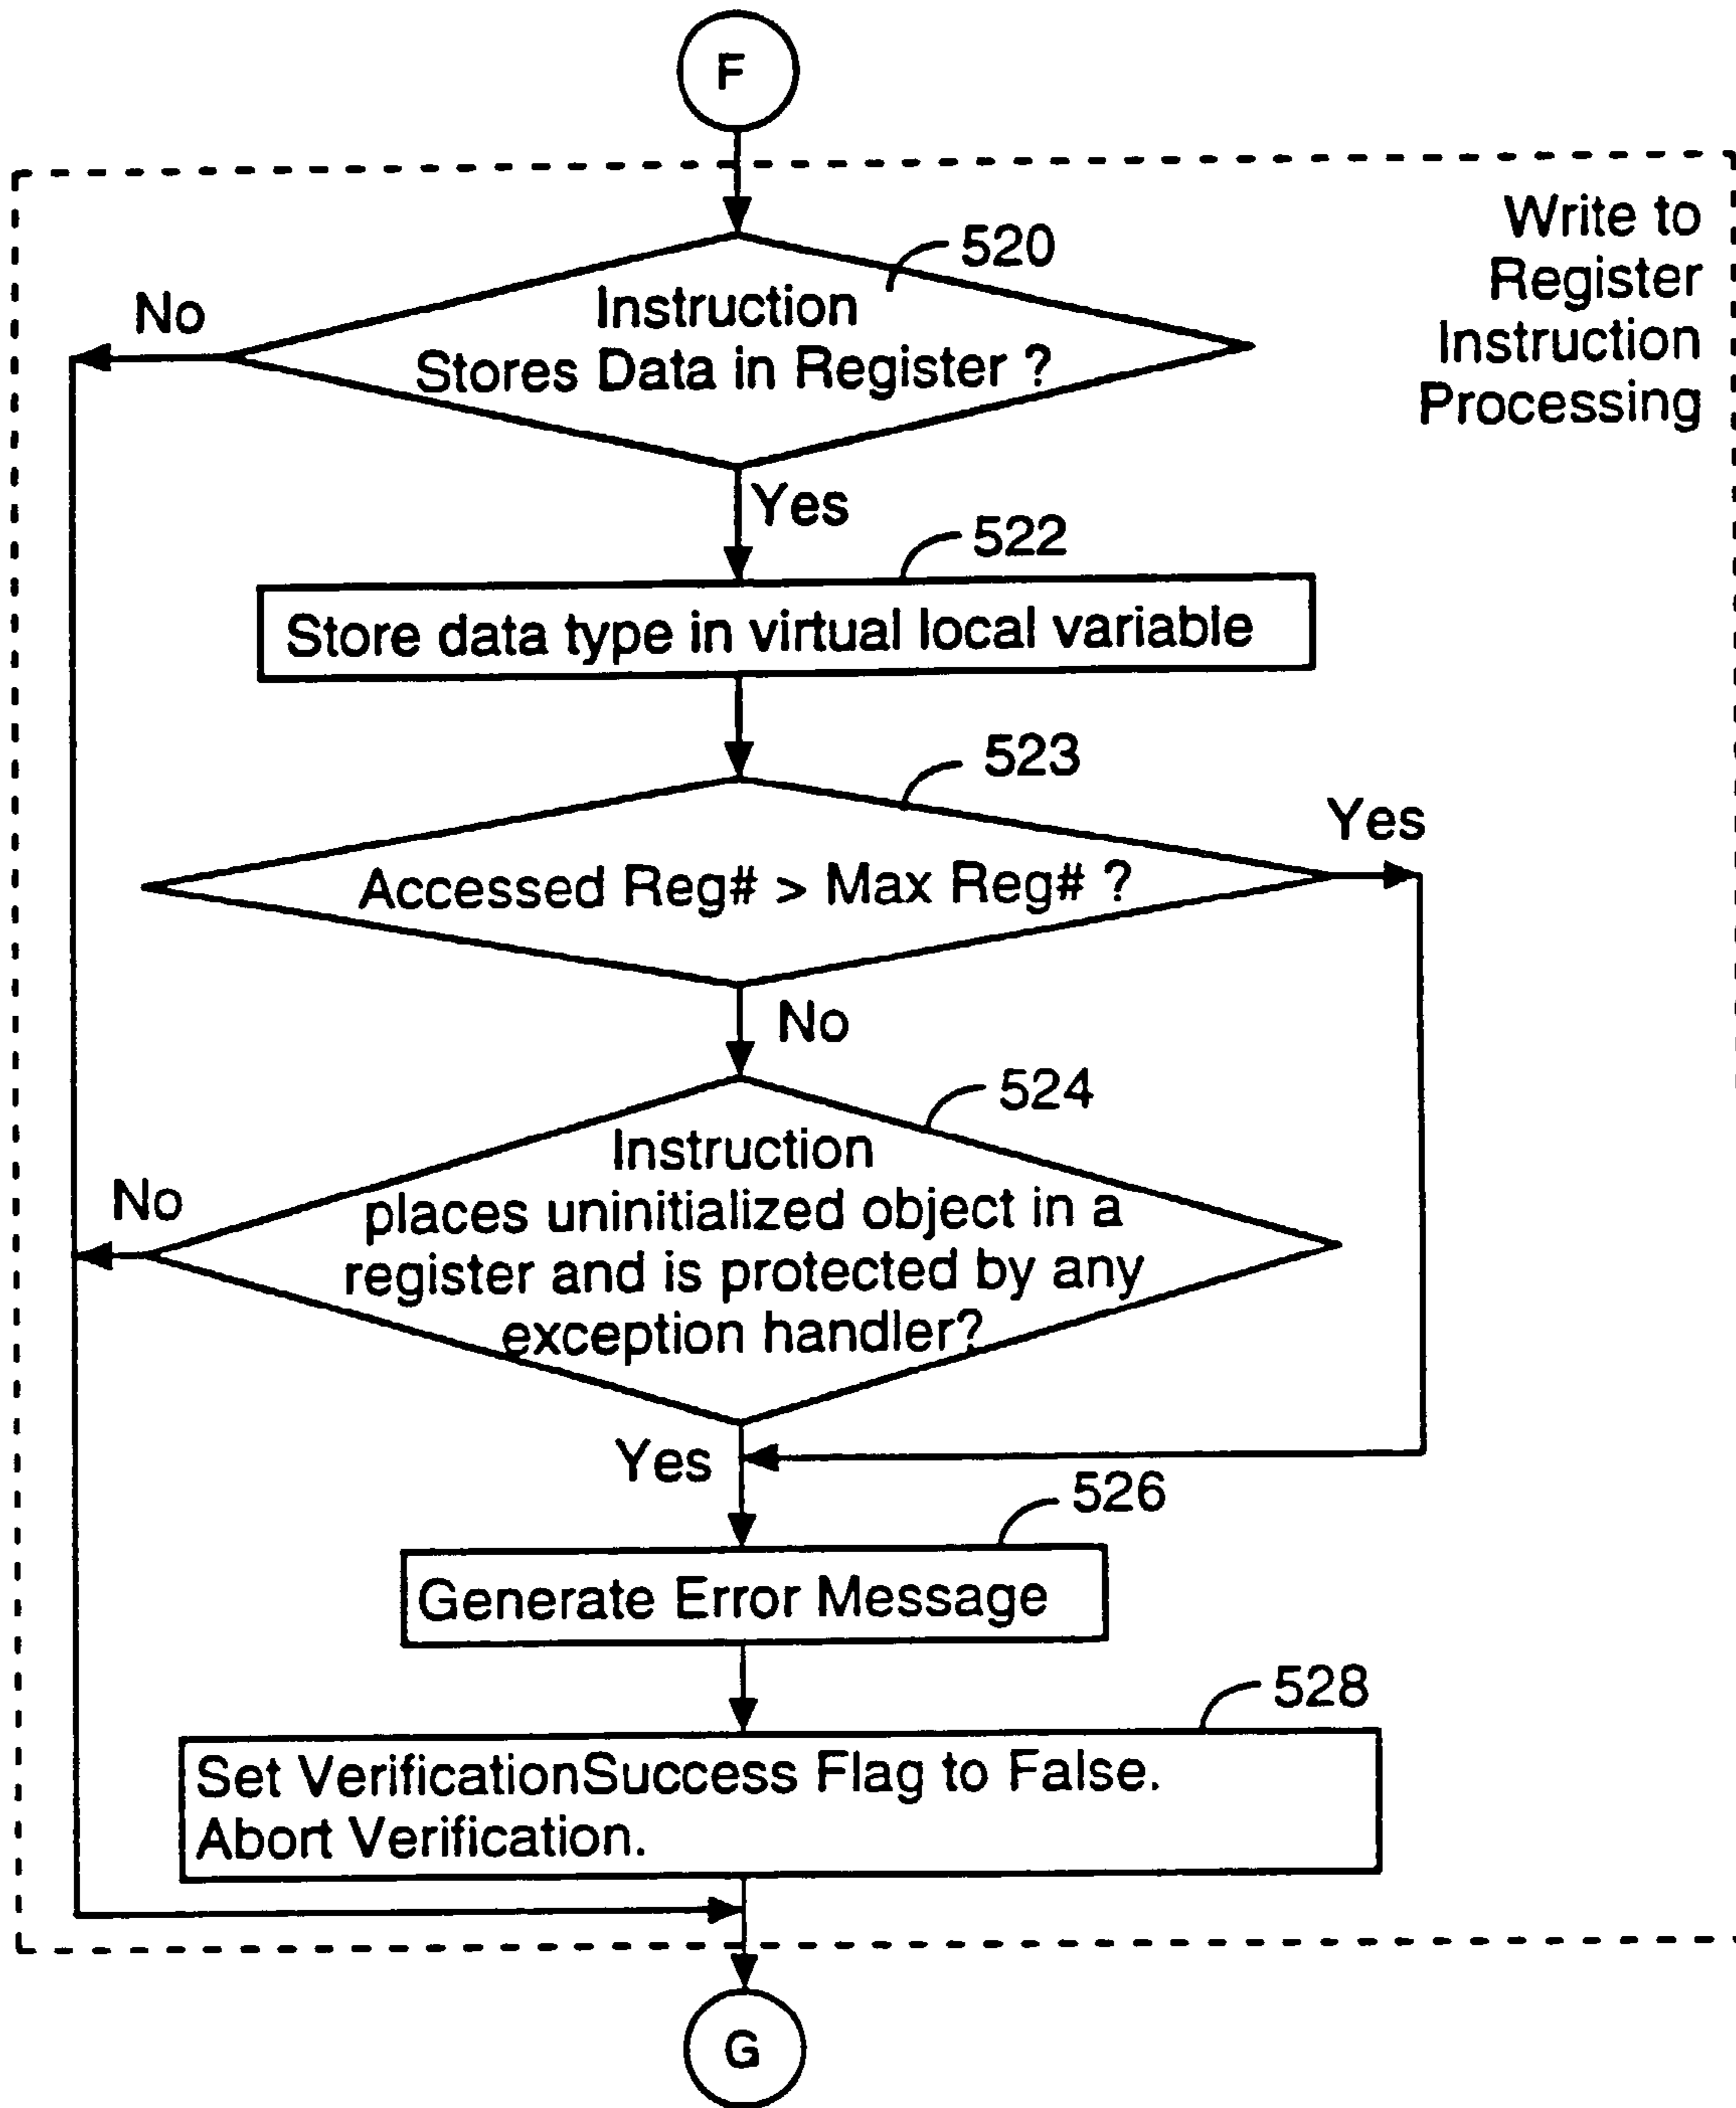 F
Write to
Register
Instruction
Processing
520
Instruction
Stores Data in Register ?
No
Yes
522
Store data type in virtual local variable
523
Accessed Reg# > Max Reg# ?
Yes
No
524
Instruction
places uninitialized object in a
register and is protected by any
exception handler?
No
Yes
526
Generate Error Message
528
Set VerificationSuccess Flag to False.
Abort Verification.
G